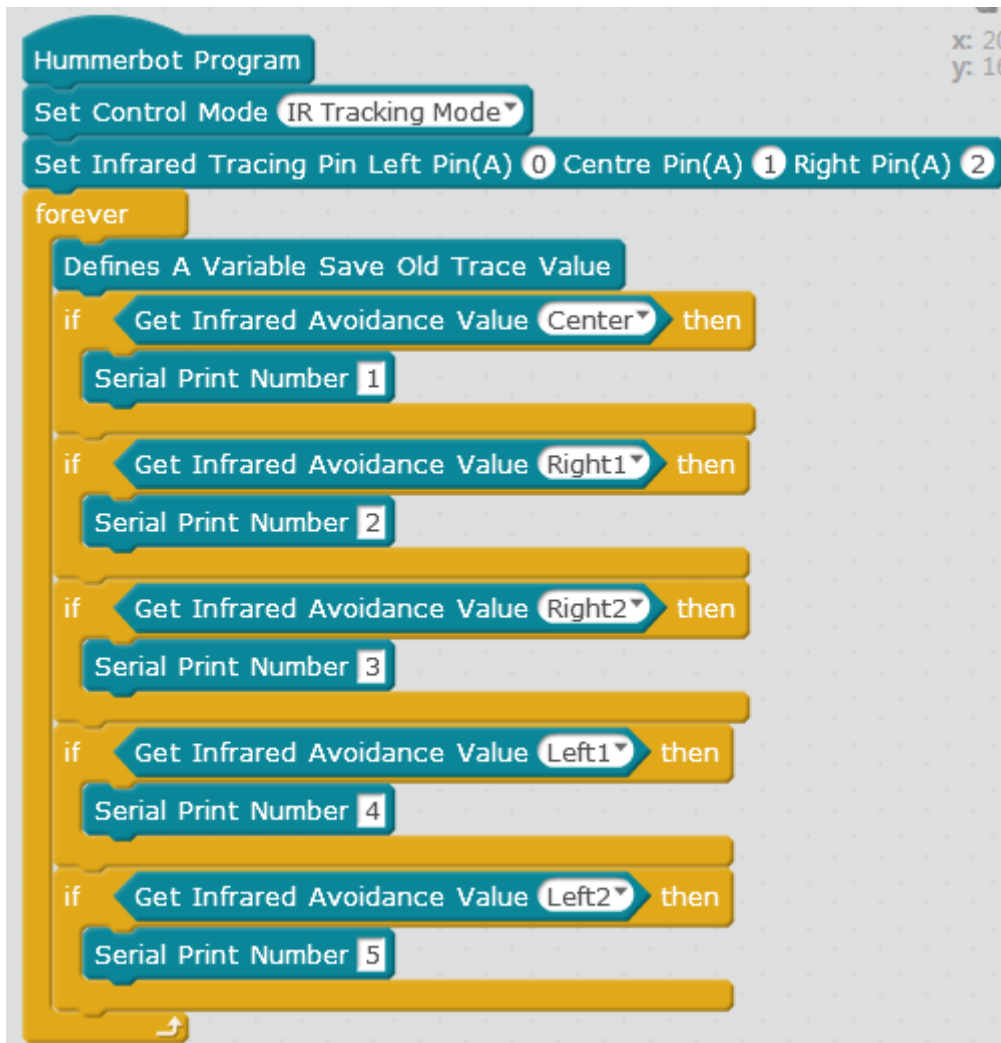 x: 20
Hummerbot Program
y: 16
Set Control Mode IR Tracking Mode
Set Infrared Tracing Pin Left Pin(A) 0 Centre Pin(A) 1 Right Pin(A) 2
forever
Defines A Variable Save Old Trace Value
if Get Infrared Avoidance Value Center then
Serial Print Number 1
if Get Infrared Avoidance Value Right1 then
Serial Print Number 2
if Get Infrared Avoidance Value Right2 then
Serial Print Number 3
if Get Infrared Avoidance Value Left1 then
Serial Print Number 4
if Get Infrared Avoidance Value Left2 then
Serial Print Number 5